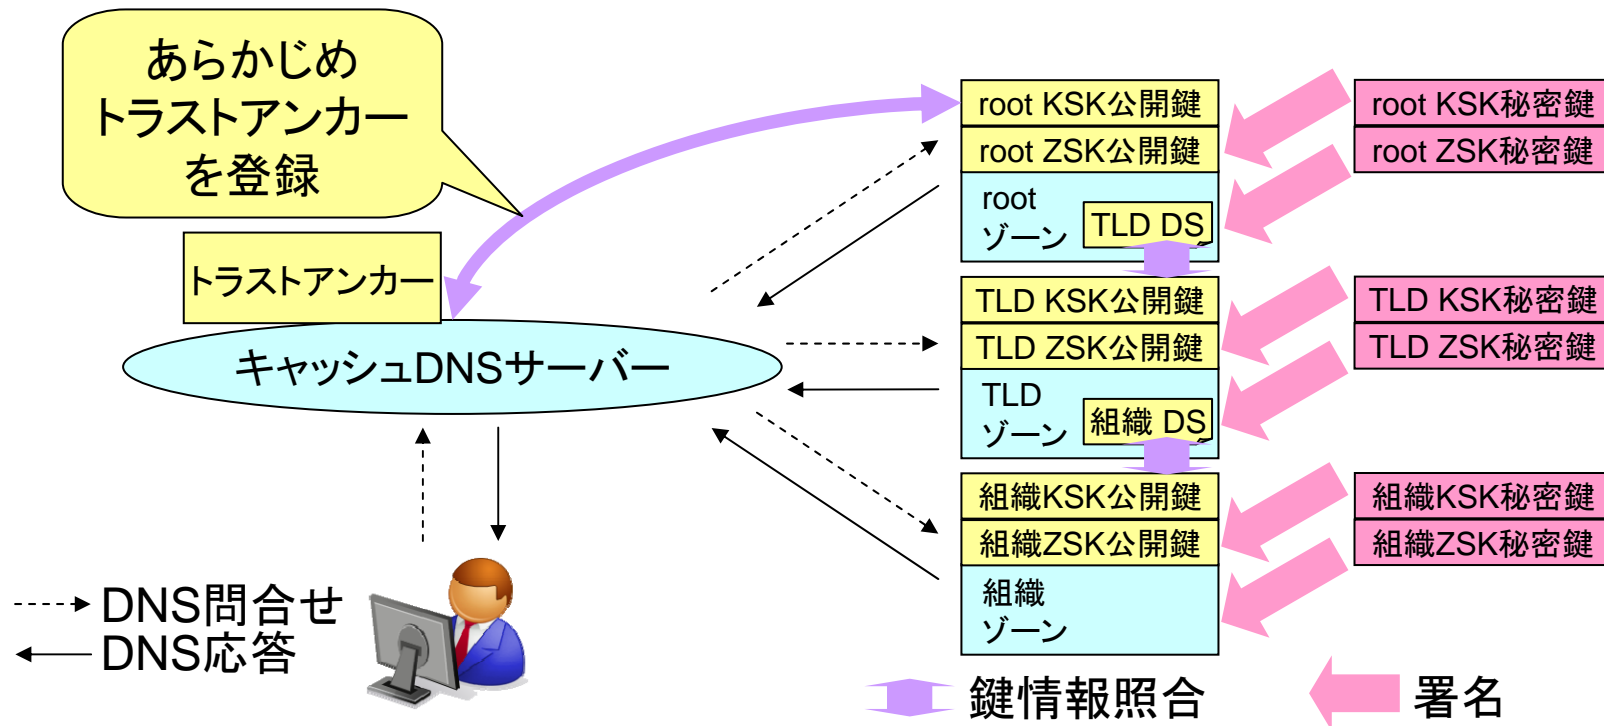 あらかじめ
トラストアンカー
を登録
トラストアンカー
キャッシュDNSサーバー
root KSK公開鍵
root ZSK公開鍵
root
ゾーン
TLD DS
TLD KSK公開鍵
TLD ZSK公開鍵
TLD
ゾーン
組織 DS
組織KSK公開鍵
組織ZSK公開鍵
組織
ゾーン
root KSK秘密鍵
root ZSK秘密鍵
TLD KSK秘密鍵
TLD ZSK秘密鍵
組織KSK秘密鍵
組織ZSK秘密鍵
DNS問合せ
DNS応答
鍵情報照合
署名